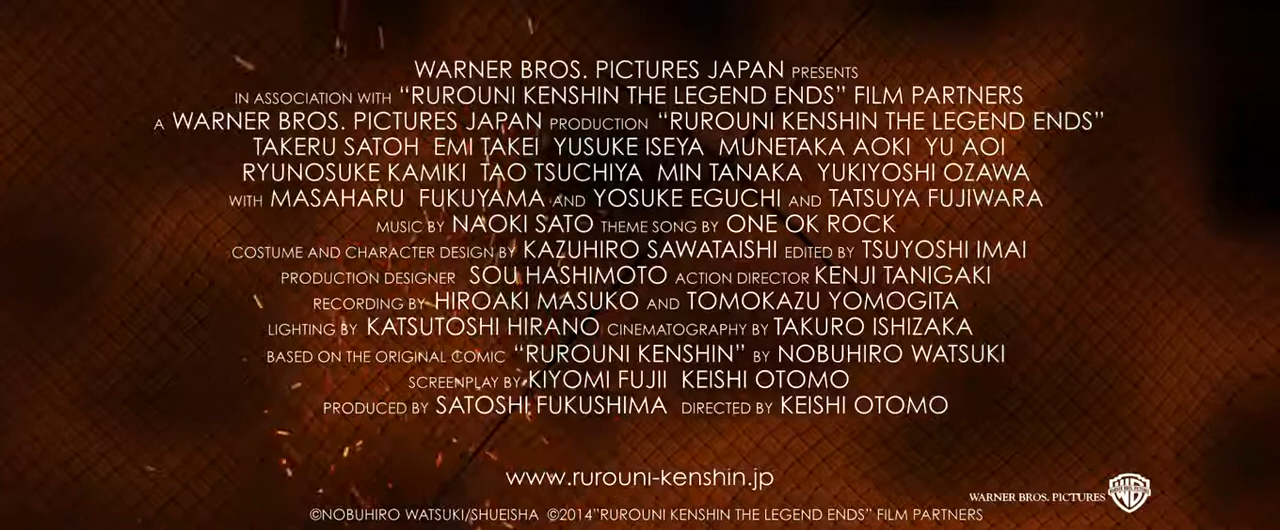 WARNER BROS. PICTURES JAPAN PRESENTS
IN ASSOCIATION WITH “RUROUNI KENSHIN THE LEGEND ENDS” FILM PARTNERS
A WARNER BROS. PICTURES JAPAN PRODUCTION “RUROUNI KENSHIN THE LEGEND ENDS”
TAKERU SATOH EMI TAKEI YUSUKE ISEYA MUNETAKA AOKI YU AOI
RYUNOSUKE KAMIKI TAO TSUCHIYA MIN TANAKA YUKIYOSHI OZAWA
WITH MASAHARU FUKUYAMA AND YOSUKE EGUCHI AND TATSUYA FUJIWARA
MUSIC BY NAOKI SATO THEME SONG BY ONE OK ROCK
COSTUME AND CHARACTER DESIGN BY KAZUHIRO SAWATAISHI EDITED BY TSUYOSHI IMAI
PRODUCTION DESIGNER SOU HASHIMOTO ACTION DIRECTOR KENJI TANIGAKI
RECORDING BY HIROAKI MASUKO AND TOMOKAZU YOMOGITA
LIGHTING BY KATSUTOSHI HIRANO CINEMATOGRAPHY BY TAKURO ISHIZAKA
BASED ON THE ORIGINAL COMIC “RUROUNI KENSHIN” BY NOBUHIRO WATSUKI
SCREENPLAY BY KIYOMI FUJII KEISHI OTOMO
PRODUCED BY SATOSHI FUKUSHIMA DIRECTED BY KEISHI OTOMO
www.rurouni-kenshin.jp
WARNER BROS. PICTURES
©NOBUHIRO WATSUKI/SHUEISHA ©2014”RUROUNI KENSHIN THE LEGEND ENDS” FILM PARTNERS